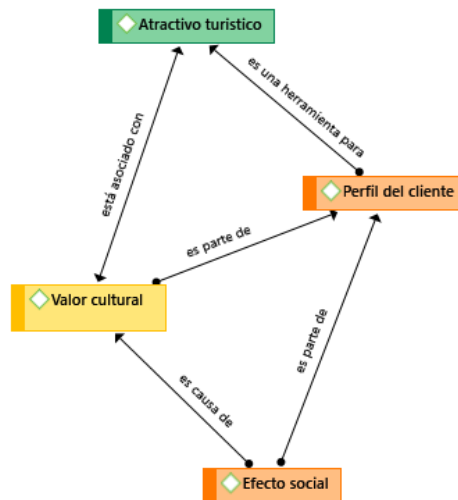 Atractivo turistico
es una herramienta para
está asociado con
Perfil del cliente
es parte de
Valor cultural
es parte de
es causa de
Efecto social